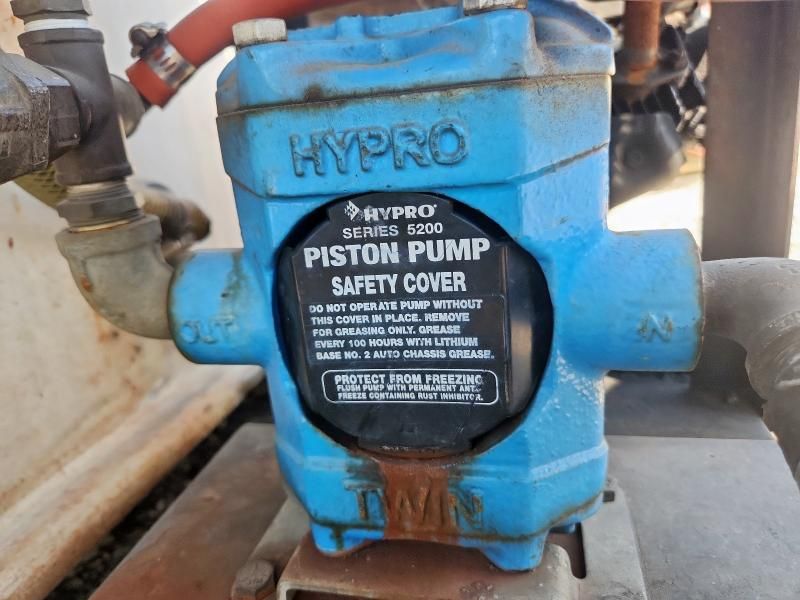 HYPRO
HYPRO®
SERIES 5200
PISTON PUMP
SAFETY COVER
DO NOT OPERATE PUMP WITHOUT
THIS COVER IN PLACE. REMOVE
FOR GREASING ONLY. GREASE
EVERY 100 HOURS WITH LITHIUM
BASE NO. 2 AUTO CHASSIS GREASE.
OUT
IN
PROTECT FROM FREEZING
FLUSH PUMP WITH PERMANENT ANTI-
FREEZE CONTAINING RUST INHIBITOR.
TWIN